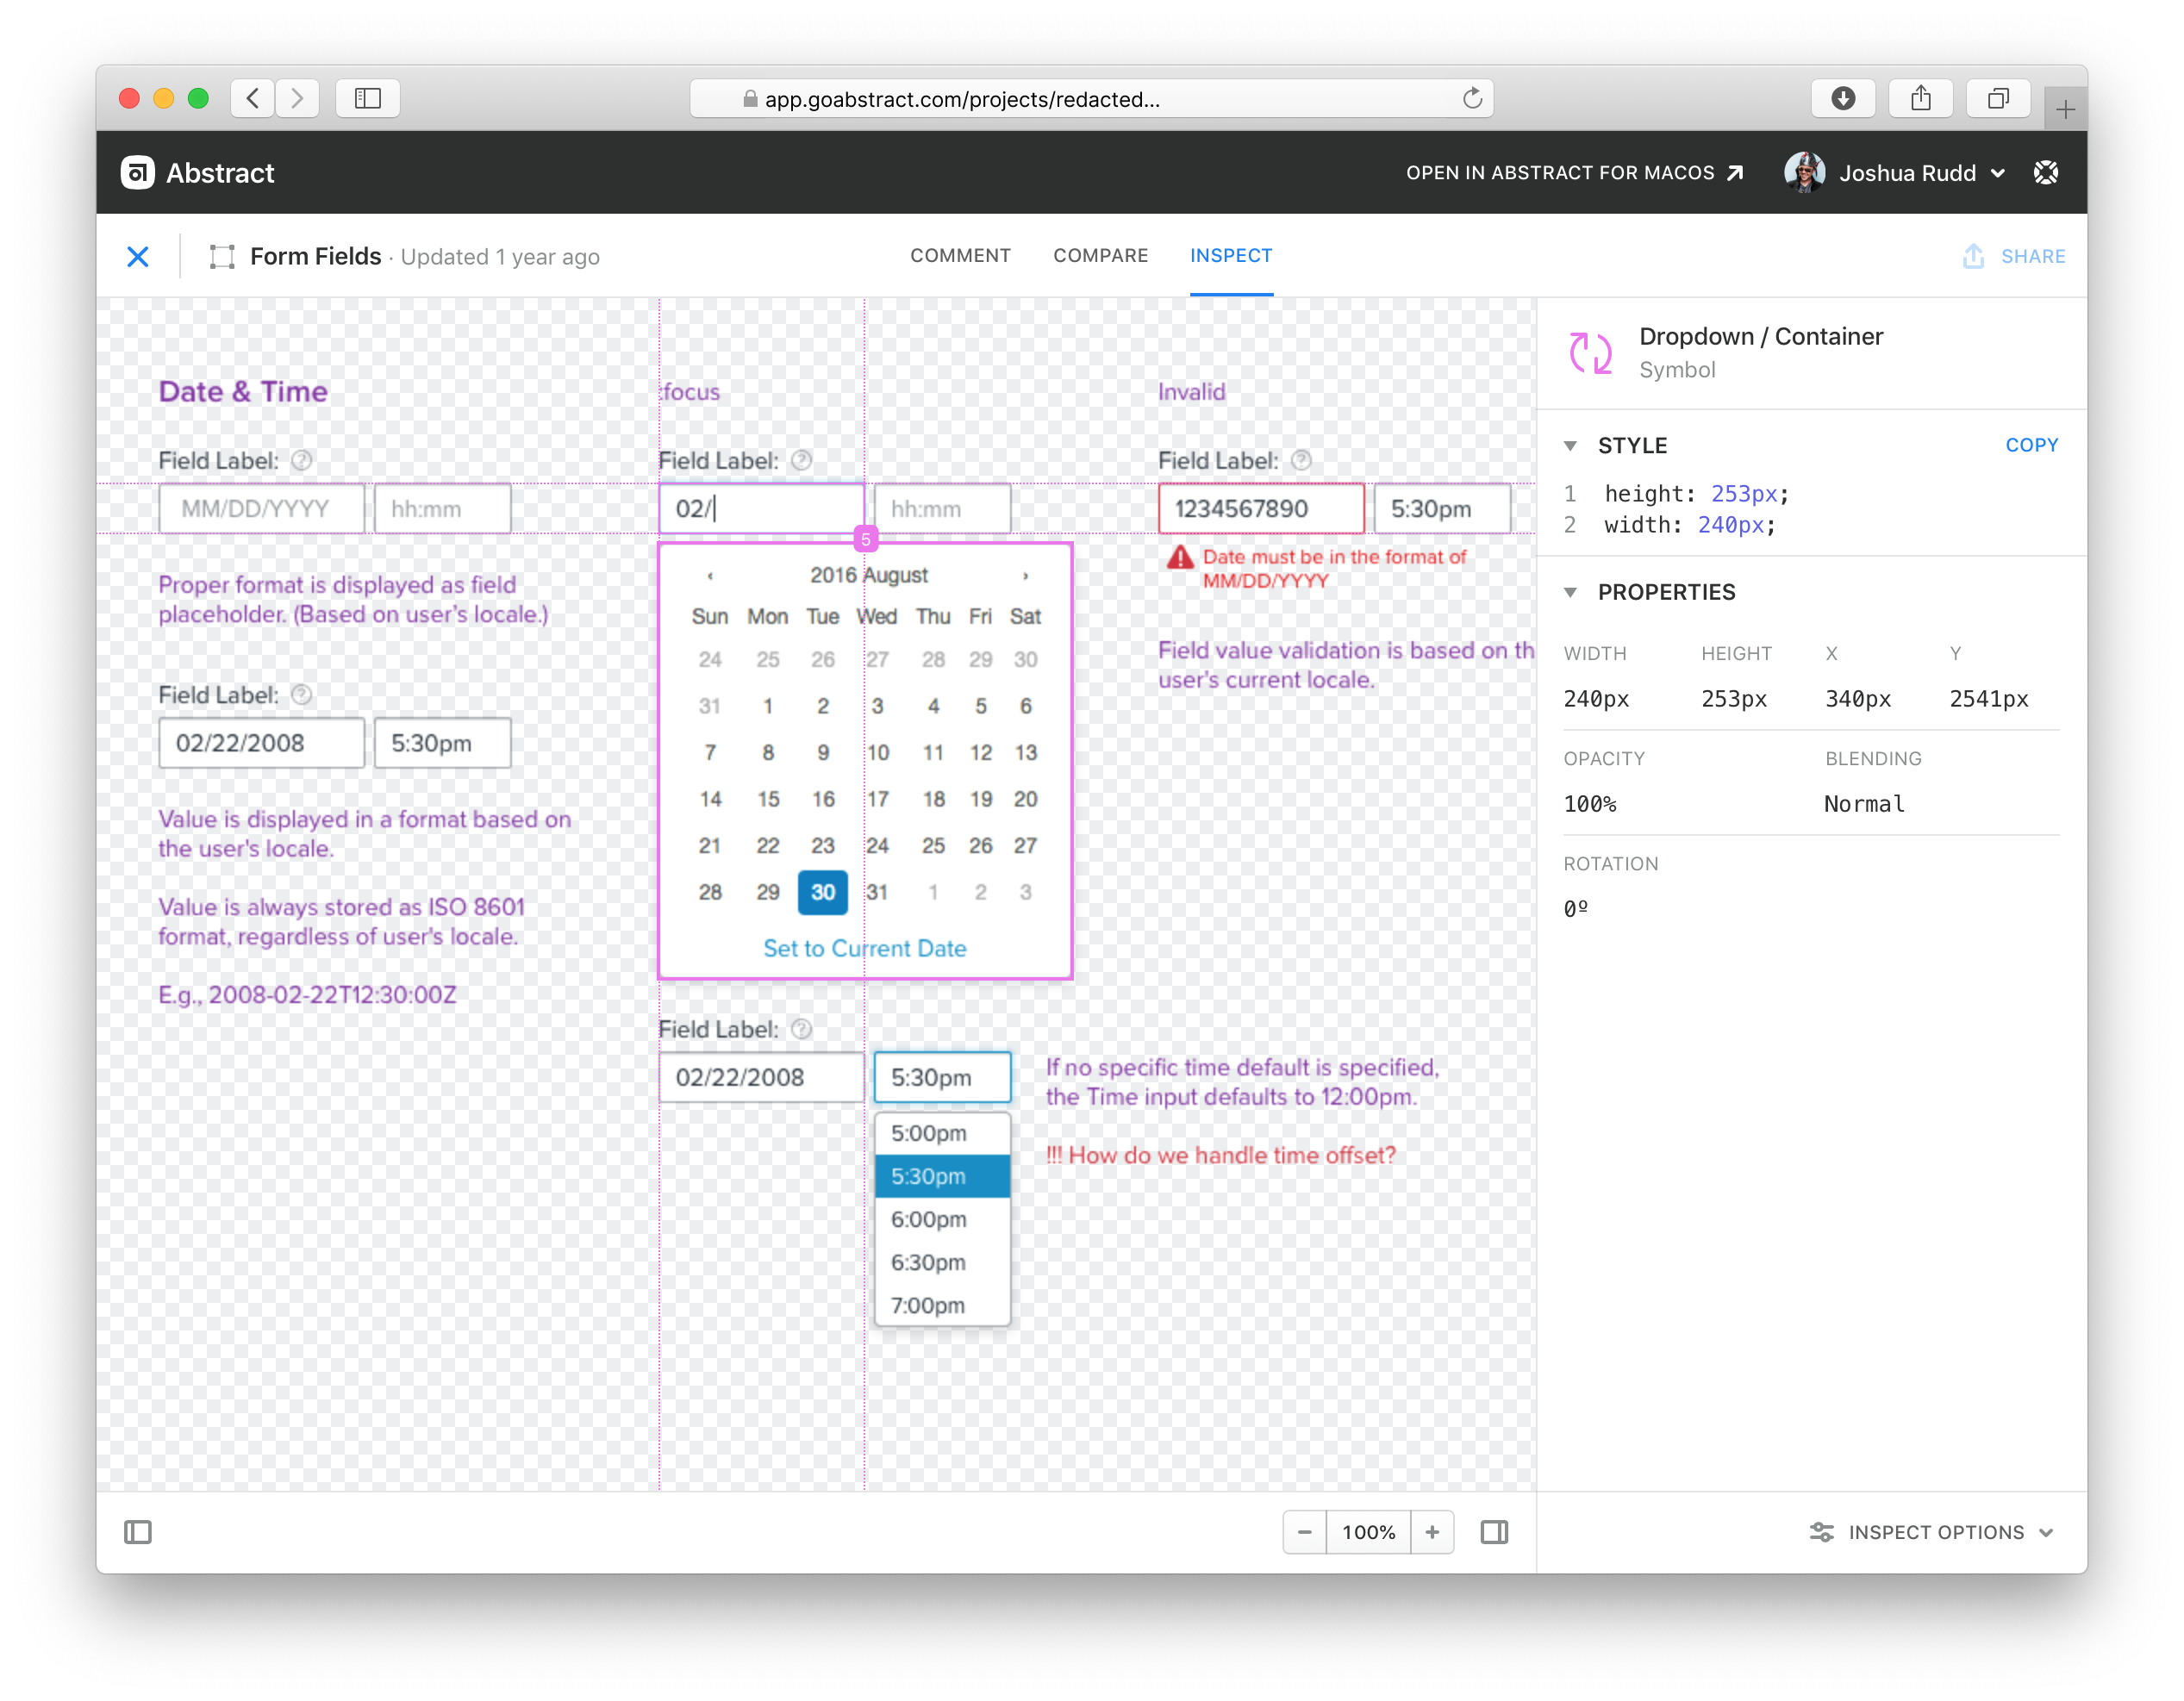 app.goabstract.com/projects/redacted...
Abstract
OPEN IN ABSTRACT FOR MACOS
Joshua Rudd
Form Fields · Updated 1 year ago
COMMENT COMPARE INSPECT
SHARE
Date & Time
Field Label: ?
MM/DD/YYYY hh:mm
Proper format is displayed as field
placeholder. (Based on user's locale.)
Field Label: ?
02/22/2008 5:30pm
Value is displayed in a format based on
the user's locale.
Value is always stored as ISO 8601
format, regardless of user's locale.
E.g., 2008-02-22T12:30:00Z
:focus
Field Label: ?
02/ hh:mm
5
‹ 2016 August ›
Sun Mon Tue Wed Thu Fri Sat
24 25 26 27 28 29 30
31 1 2 3 4 5 6
7 8 9 10 11 12 13
14 15 16 17 18 19 20
21 22 23 24 25 26 27
28 29 30 31 1 2 3
Set to Current Date
Field Label: ?
02/22/2008 5:30pm
5:00pm
5:30pm
6:00pm
6:30pm
7:00pm
If no specific time default is specified,
the Time input defaults to 12:00pm.
!!! How do we handle time offset?
Invalid
Field Label: ?
1234567890 5:30pm
Date must be in the format of
MM/DD/YYYY
Field value validation is based on th
user's current locale.
Dropdown / Container
Symbol
STYLE COPY
1 height: 253px;
2 width: 240px;
PROPERTIES
WIDTH HEIGHT X Y
240px 253px 340px 2541px
OPACITY BLENDING
100% Normal
ROTATION
0º
− 100% +
INSPECT OPTIONS